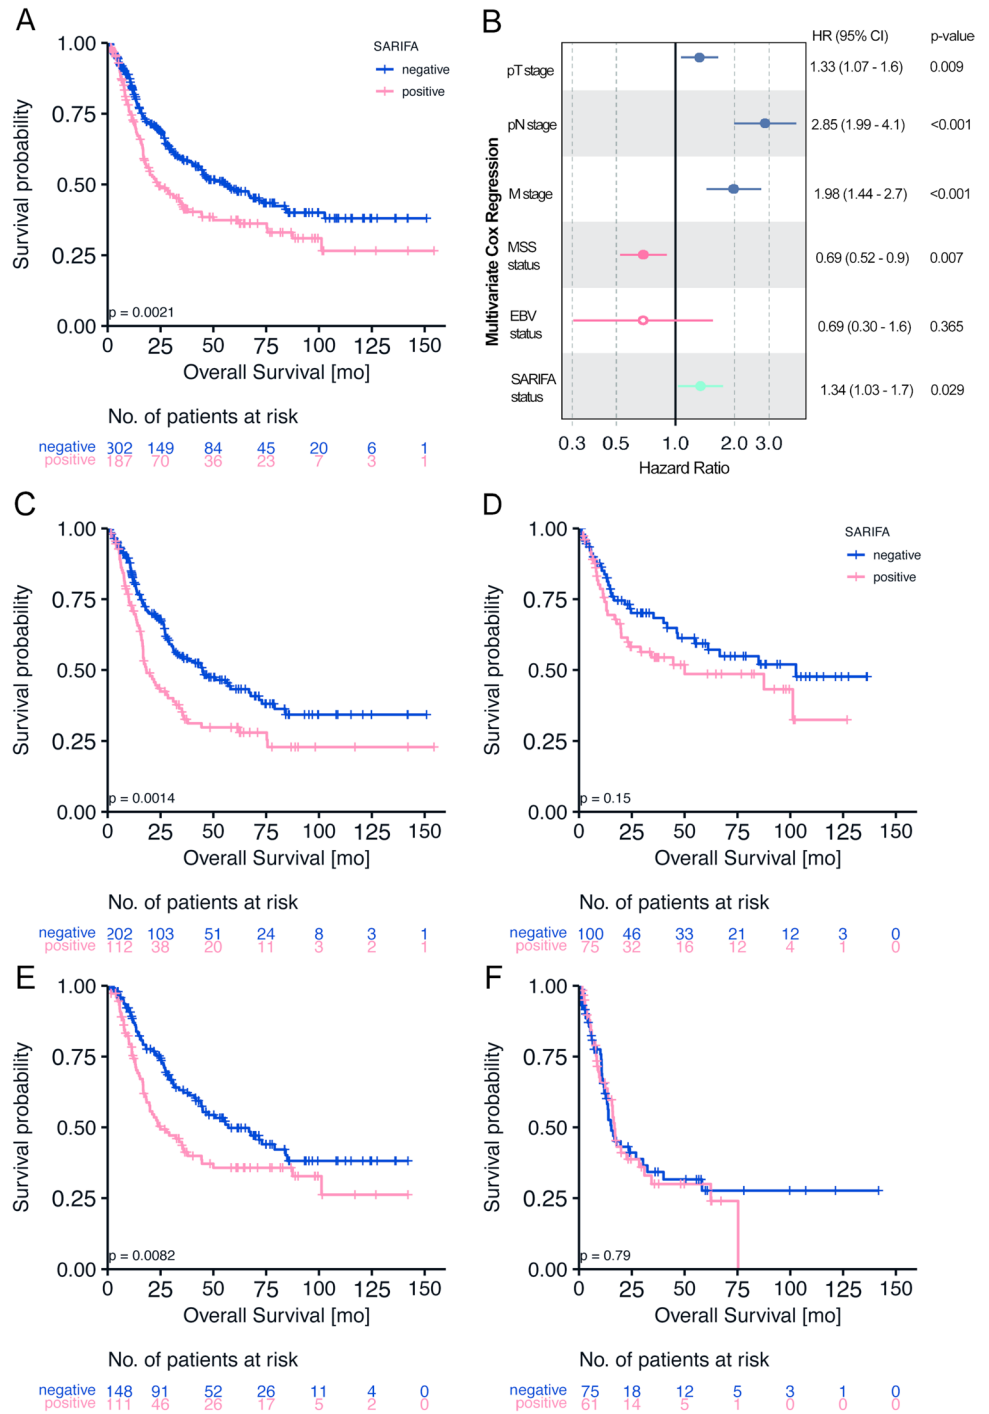 A
SARIFA
negative
positive
Survival probability
1.00
0.75
0.50
0.25
0.00
p = 0.0021
0 25 50 75 100 125 150
Overall Survival [mo]
No. of patients at risk
negative 302 149 84 45 20 6 1
positive 187 70 36 23 7 3 1
B
HR (95% CI) p-value
Multivariate Cox Regression
pT stage 1.33 (1.07 - 1.6) 0.009
pN stage 2.85 (1.99 - 4.1) <0.001
M stage 1.98 (1.44 - 2.7) <0.001
MSS
status 0.69 (0.52 - 0.9) 0.007
EBV
status 0.69 (0.30 - 1.6) 0.365
SARIFA
status 1.34 (1.03 - 1.7) 0.029
0.3 0.5 1.0 2.0 3.0
Hazard Ratio
C
Survival probability
1.00
0.75
0.50
0.25
0.00
p = 0.0014
0 25 50 75 100 125 150
Overall Survival [mo]
No. of patients at risk
negative 202 103 51 24 8 3 1
positive 112 38 20 11 3 2 1
D
SARIFA
negative
positive
Survival probability
1.00
0.75
0.50
0.25
0.00
p = 0.15
0 25 50 75 100 125 150
Overall Survival [mo]
No. of patients at risk
negative 100 46 33 21 12 3 0
positive 75 32 16 12 4 1 0
E
Survival probability
1.00
0.75
0.50
0.25
0.00
p = 0.0082
0 25 50 75 100 125 150
Overall Survival [mo]
No. of patients at risk
negative 148 91 52 26 11 4 0
positive 111 46 26 17 5 2 0
F
Survival probability
1.00
0.75
0.50
0.25
0.00
p = 0.79
0 25 50 75 100 125 150
Overall Survival [mo]
No. of patients at risk
negative 75 18 12 5 3 1 0
positive 61 14 5 1 0 0 0